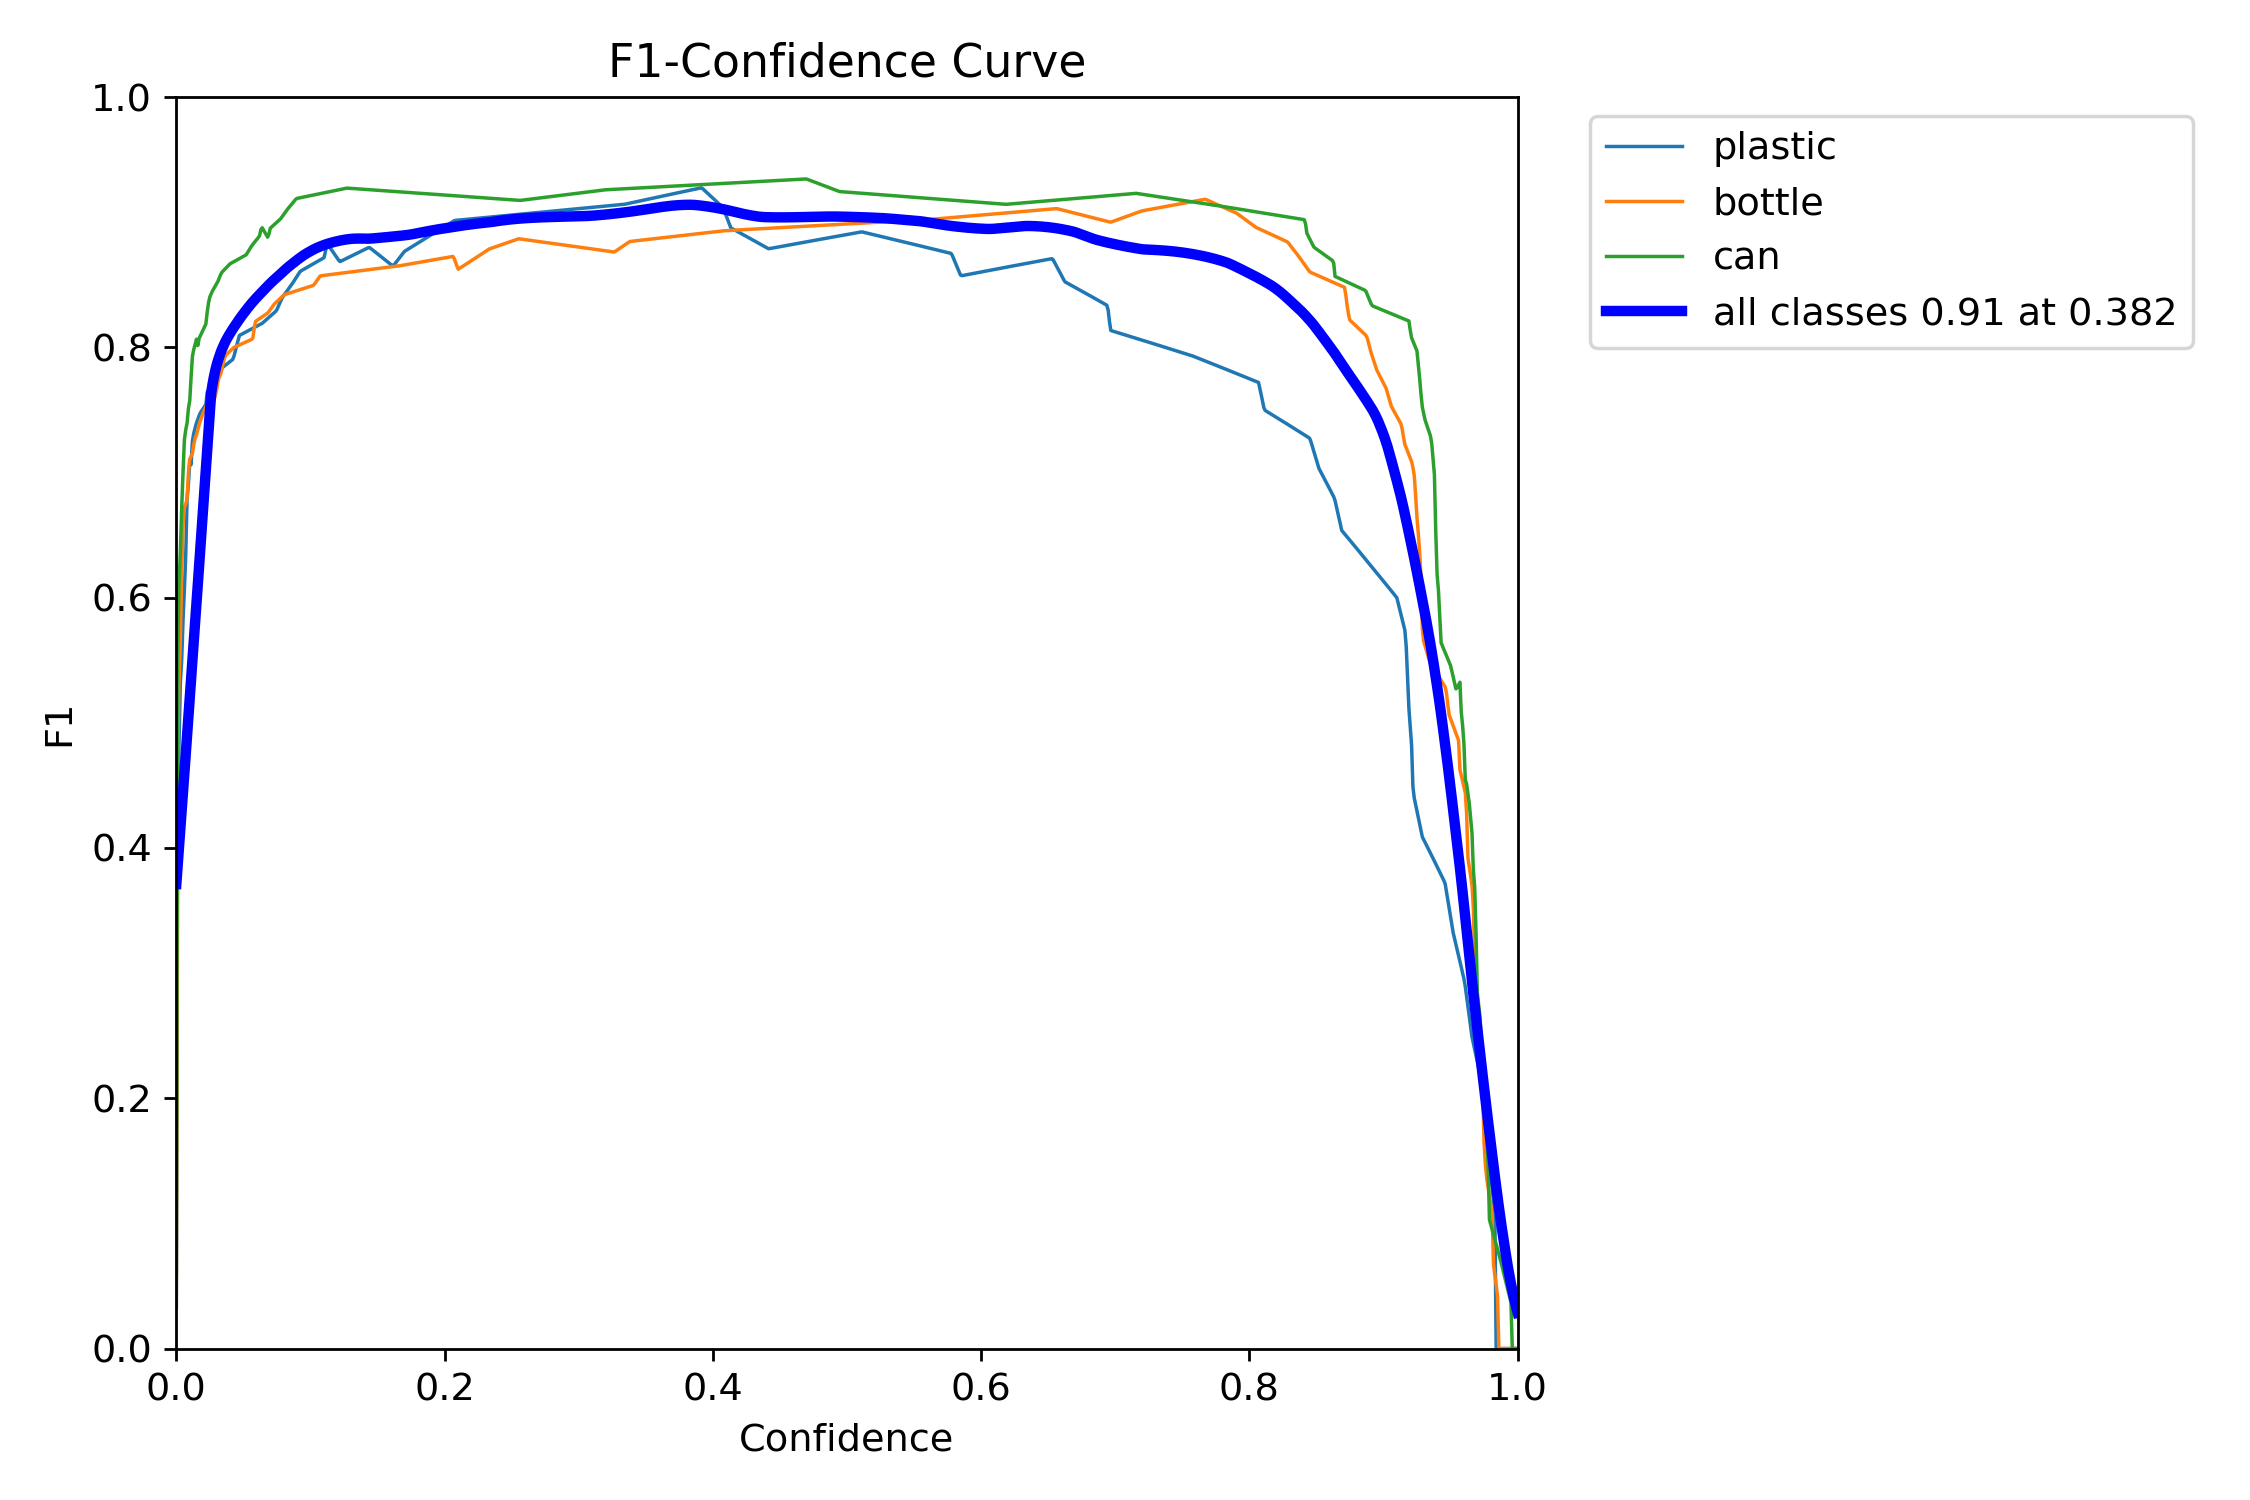 F1-Confidence Curve
1.0
0.8
0.6
0.4
0.2
0.0
F1
0.0 0.2 0.4 0.6 0.8 1.0
Confidence
plastic
bottle
can
all classes 0.91 at 0.382